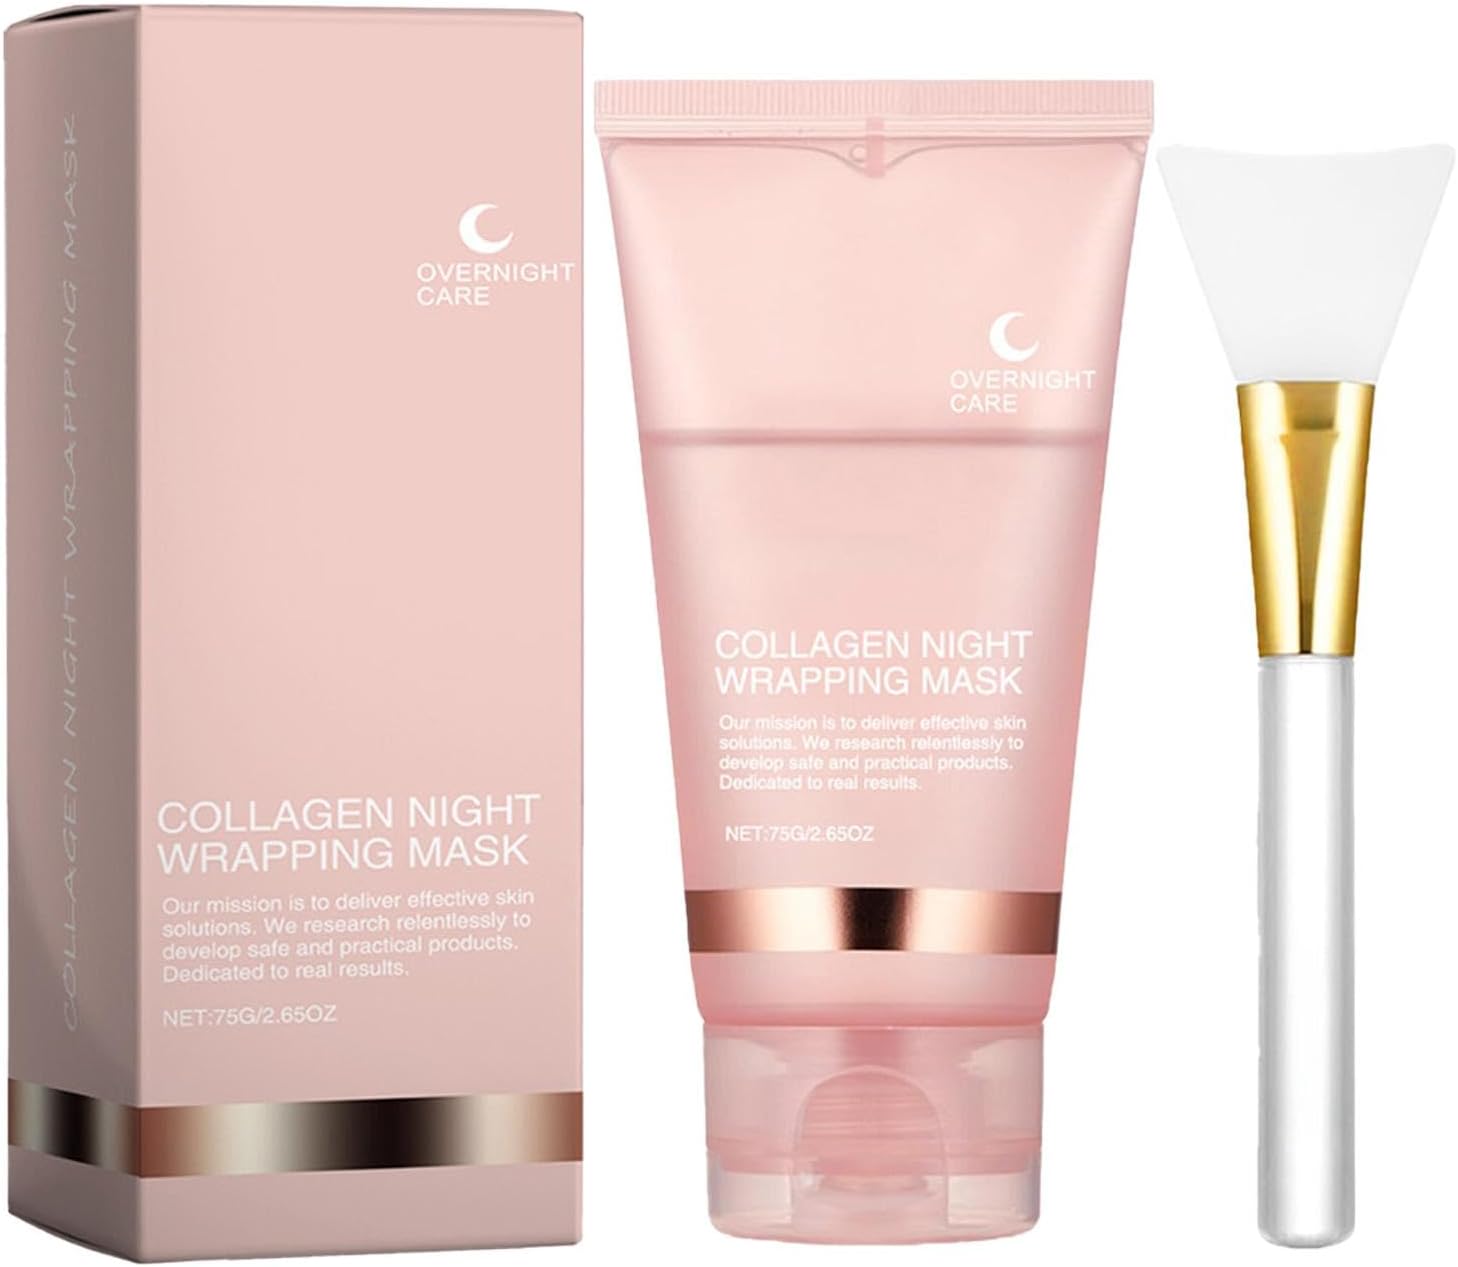 COLLAGEN NIGHT WRAPPING MASK
OVERNIGHT
CARE
COLLAGEN NIGHT
WRAPPING MASK
Our mission is to deliver effective skin
solutions. We research relentlessly to
develop safe and practical products.
Dedicated to real results.
NET:75G/2.65OZ
OVERNIGHT
CARE
COLLAGEN NIGHT
WRAPPING MASK
Our mission is to deliver effective skin
solutions. We research relentlessly to
develop safe and practical products.
Dedicated to real results.
NET:75G/2.65OZ